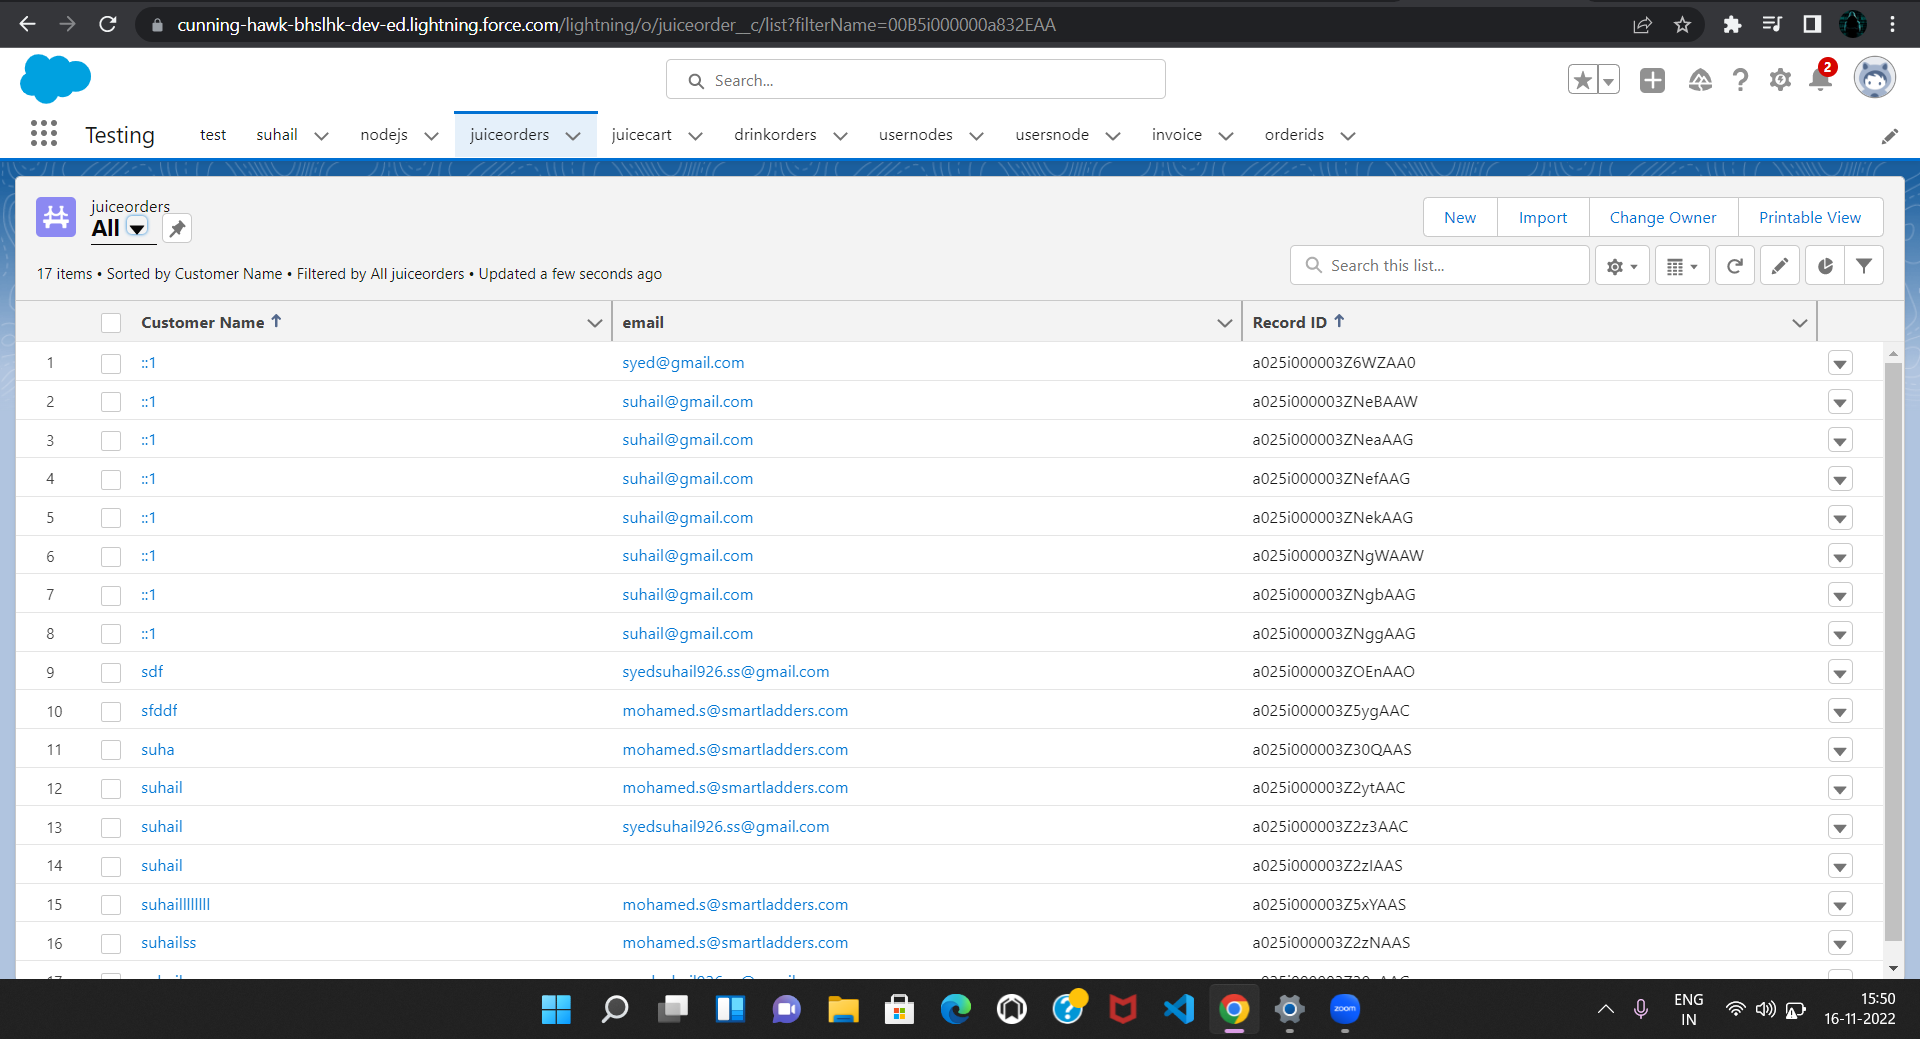 cunning-hawk-bhslhk-dev-ed.lightning.force.com/lightning/o/juiceorder__c/list?filterName=00B5i000000a832EAA
Search...
2
Testing test suhail nodejs juiceorders juicecart drinkorders usernodes usersnode invoice orderids
juiceorders
All
New Import Change Owner Printable View
17 items • Sorted by Customer Name • Filtered by All juiceorders • Updated a few seconds ago
Search this list...
Customer Name email Record ID
1 ::1 syed@gmail.com a025i000003Z6WZAA0
2 ::1 suhail@gmail.com a025i000003ZNeBAAW
3 ::1 suhail@gmail.com a025i000003ZNeaAAG
4 ::1 suhail@gmail.com a025i000003ZNefAAG
5 ::1 suhail@gmail.com a025i000003ZNekAAG
6 ::1 suhail@gmail.com a025i000003ZNgWAAW
7 ::1 suhail@gmail.com a025i000003ZNgbAAG
8 ::1 suhail@gmail.com a025i000003ZNggAAG
9 sdf syedsuhail926.ss@gmail.com a025i000003ZOEnAAO
10 sfddf mohamed.s@smartladders.com a025i000003Z5ygAAC
11 suha mohamed.s@smartladders.com a025i000003Z30QAAS
12 suhail mohamed.s@smartladders.com a025i000003Z2ytAAC
13 suhail syedsuhail926.ss@gmail.com a025i000003Z2z3AAC
14 suhail a025i000003Z2zIAAS
15 suhailllllllll mohamed.s@smartladders.com a025i000003Z5xYAAS
16 suhailss mohamed.s@smartladders.com a025i000003Z2zNAAS
zoom
ENG
IN
15:50
16-11-2022